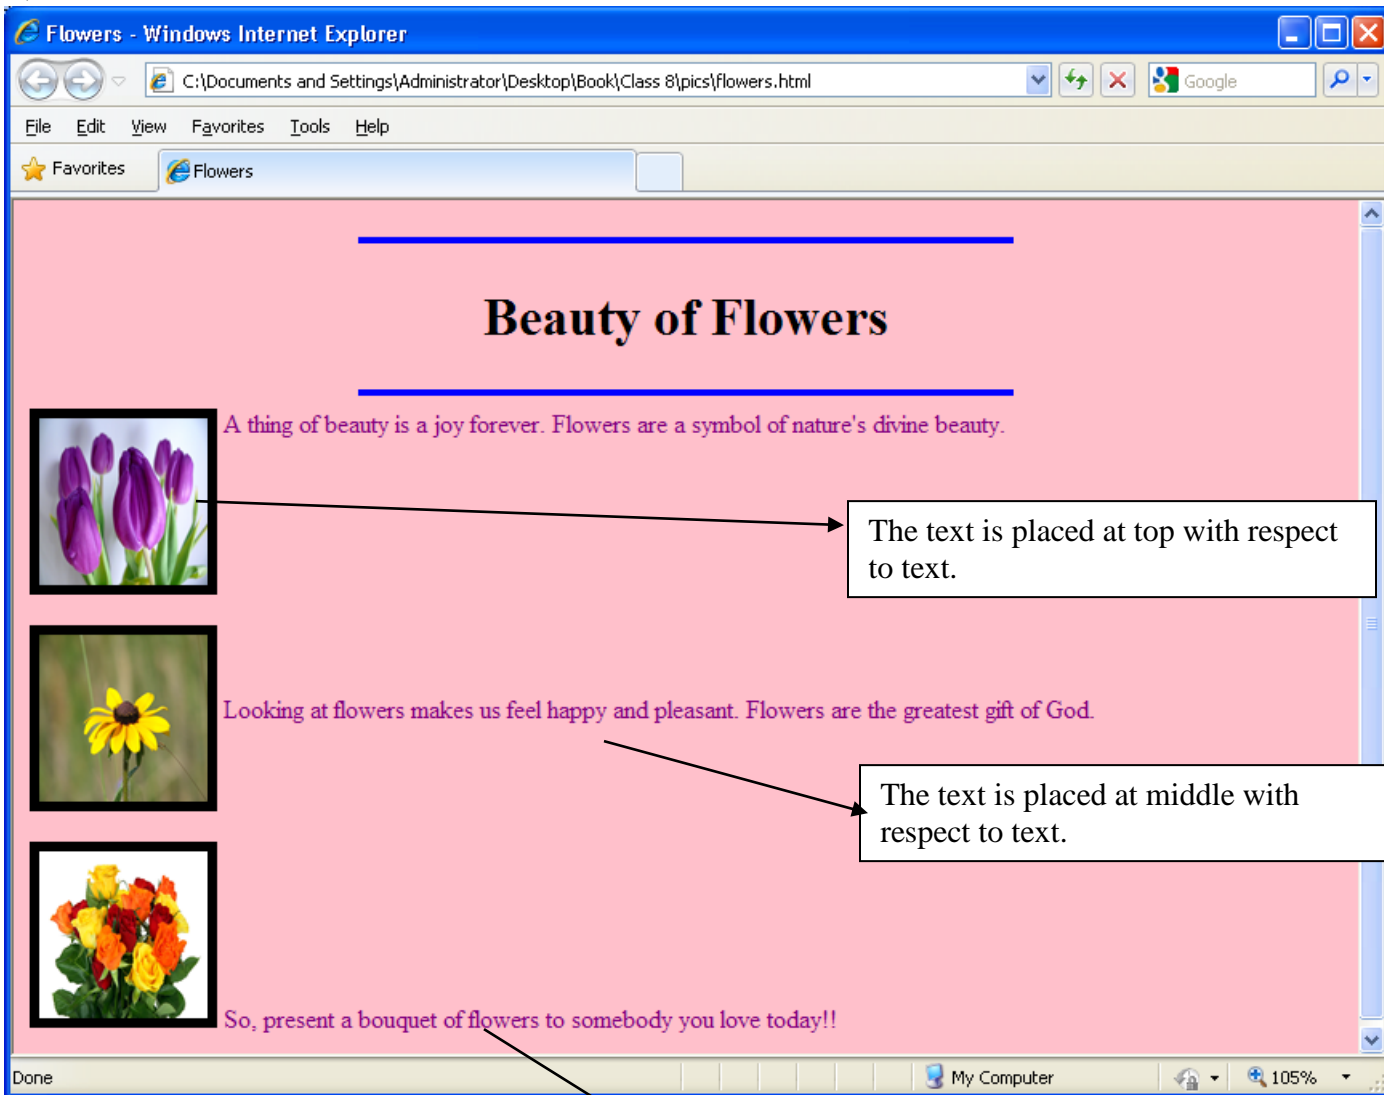 Flowers - Windows Internet Explorer
C:\Documents and Settings\Administrator\Desktop\Book\Class 8\pics\flowers.html
Google
File Edit View Favorites Tools Help
Favorites
Flowers
Beauty of Flowers
A thing of beauty is a joy forever. Flowers are a symbol of nature's divine beauty.
The text is placed at top with respect
to text.
Looking at flowers makes us feel happy and pleasant. Flowers are the greatest gift of God.
The text is placed at middle with
respect to text.
So, present a bouquet of flowers to somebody you love today!!
Done
My Computer
105%